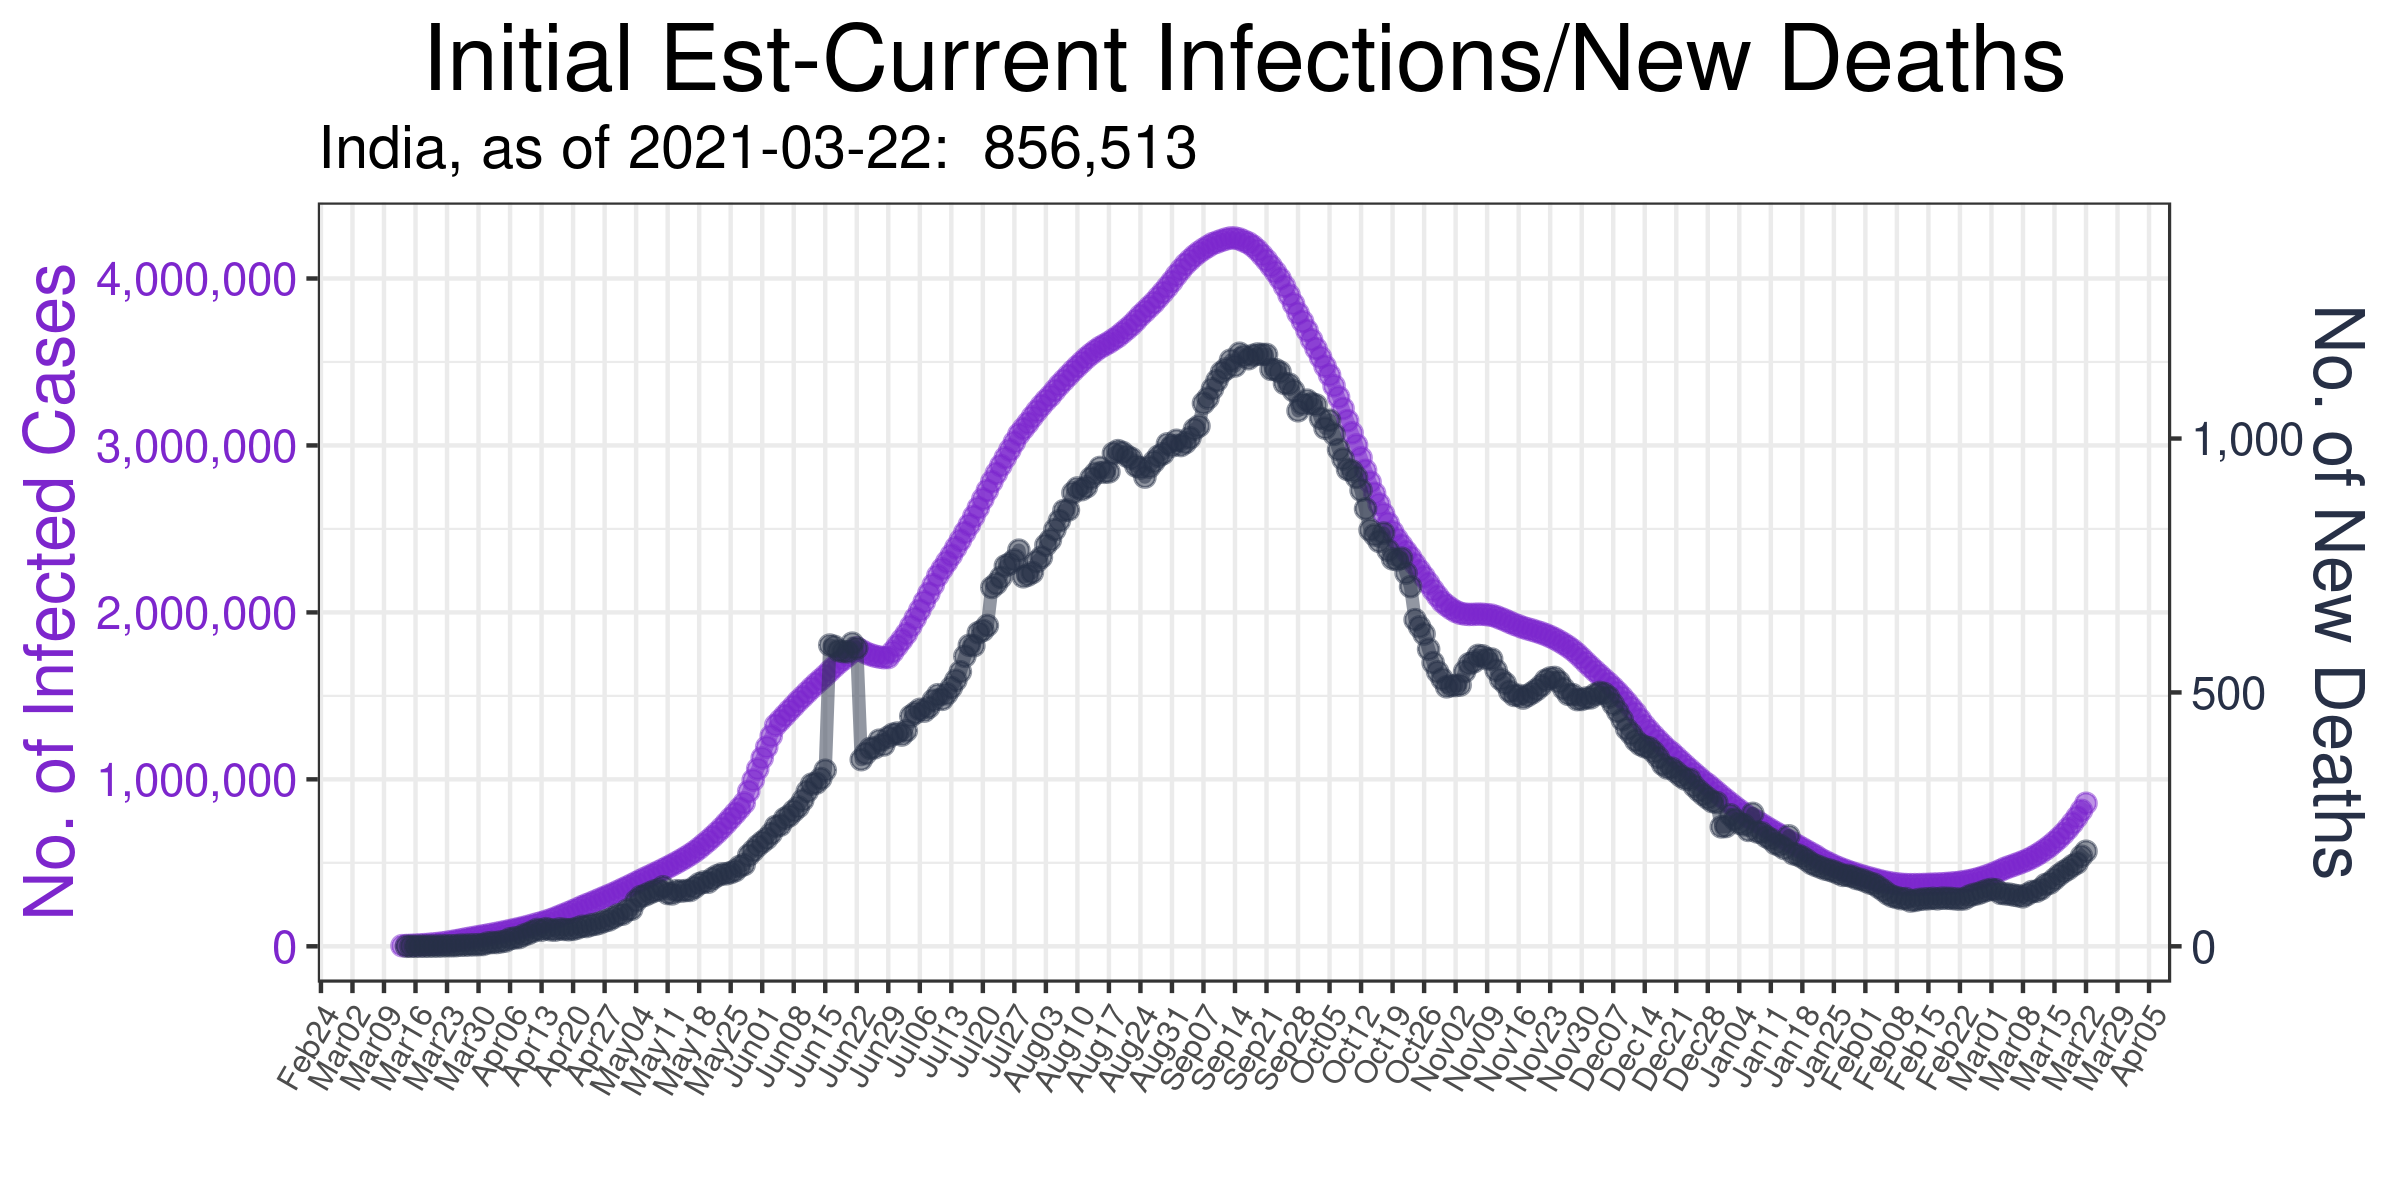 Initial Est-Current Infections/New Deaths
India, as of 2021-03-22:  856,513
No. of Infected Cases
4,000,000
3,000,000
2,000,000
1,000,000
0
1,000
500
0
No. of New Deaths
Feb24
Mar02
Mar09
Mar16
Mar23
Mar30
Apr06
Apr13
Apr20
Apr27
May04
May11
May18
May25
Jun01
Jun08
Jun15
Jun22
Jun29
Jul06
Jul13
Jul20
Jul27
Aug03
Aug10
Aug17
Aug24
Aug31
Sep07
Sep14
Sep21
Sep28
Oct05
Oct12
Oct19
Oct26
Nov02
Nov09
Nov16
Nov23
Nov30
Dec07
Dec14
Dec21
Dec28
Jan04
Jan11
Jan18
Jan25
Feb01
Feb08
Feb15
Feb22
Mar01
Mar08
Mar15
Mar22
Mar29
Apr05